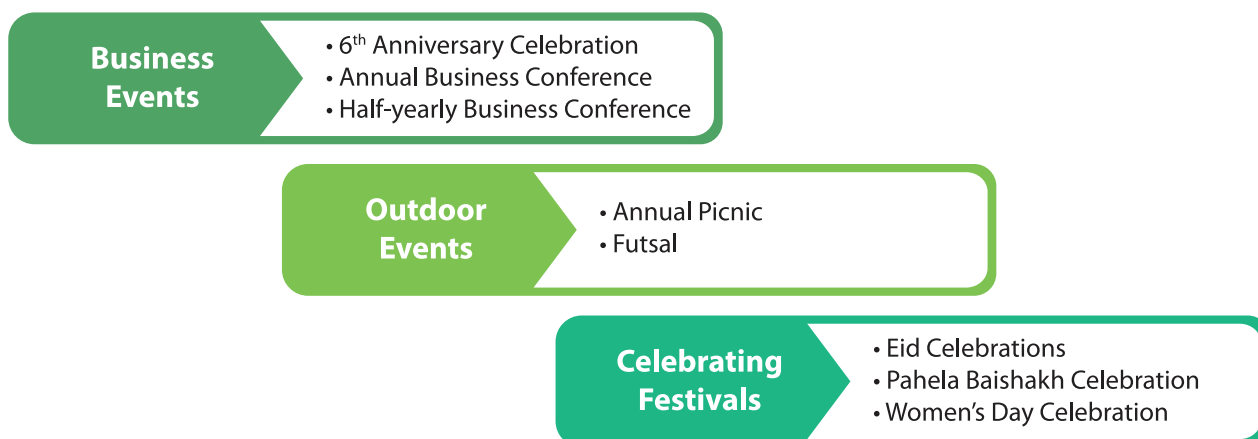 Business
Events
• 6th Anniversary Celebration
• Annual Business Conference
• Half-yearly Business Conference
Outdoor
Events
• Annual Picnic
• Futsal
Celebrating
Festivals
• Eid Celebrations
• Pahela Baishakh Celebration
• Women’s Day Celebration